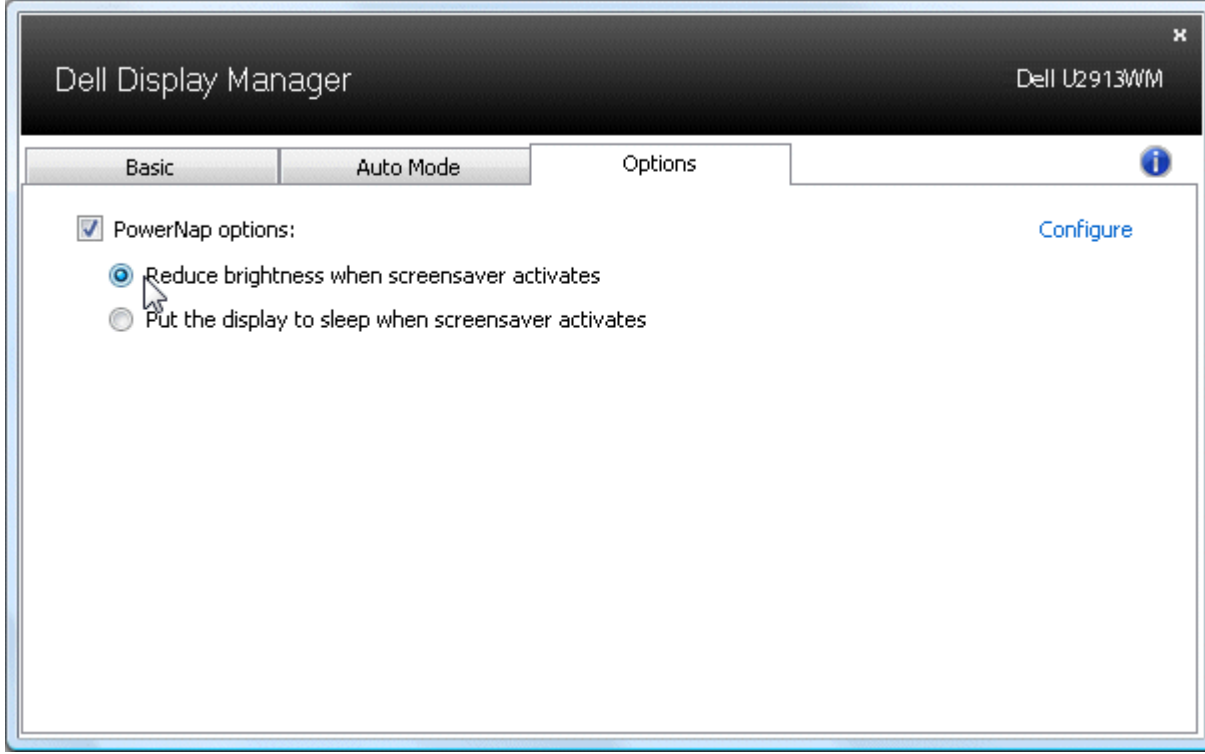 Dell Display Manager
Dell U2913WM
Basic
Auto Mode
Options
PowerNap options:
Configure
Reduce brightness when screensaver activates
Put the display to sleep when screensaver activates